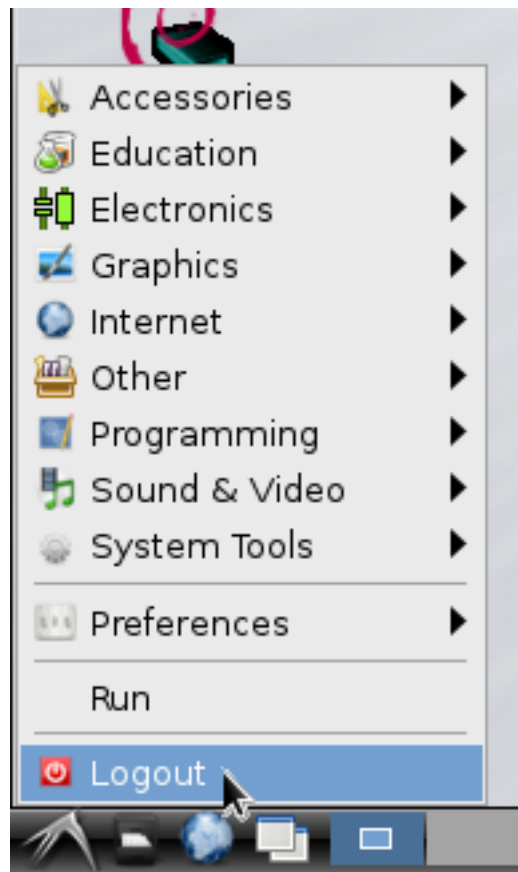 Accessories
Education
Electronics
Graphics
Internet
Other
Programming
Sound & Video
System Tools
Preferences
Run
Logout